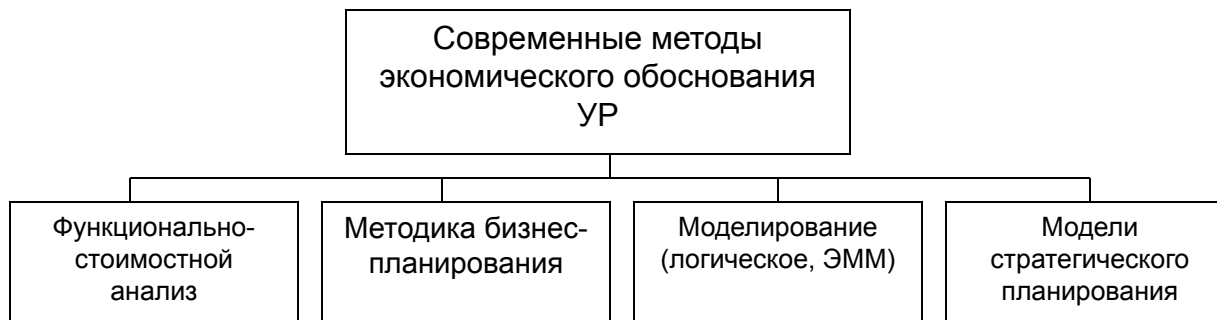 Современные методы
экономического обоснования
УР
Функционально-
стоимостной
анализ
Методика бизнес-
планирования
Моделирование
(логическое, ЭММ)
Модели
стратегического
планирования